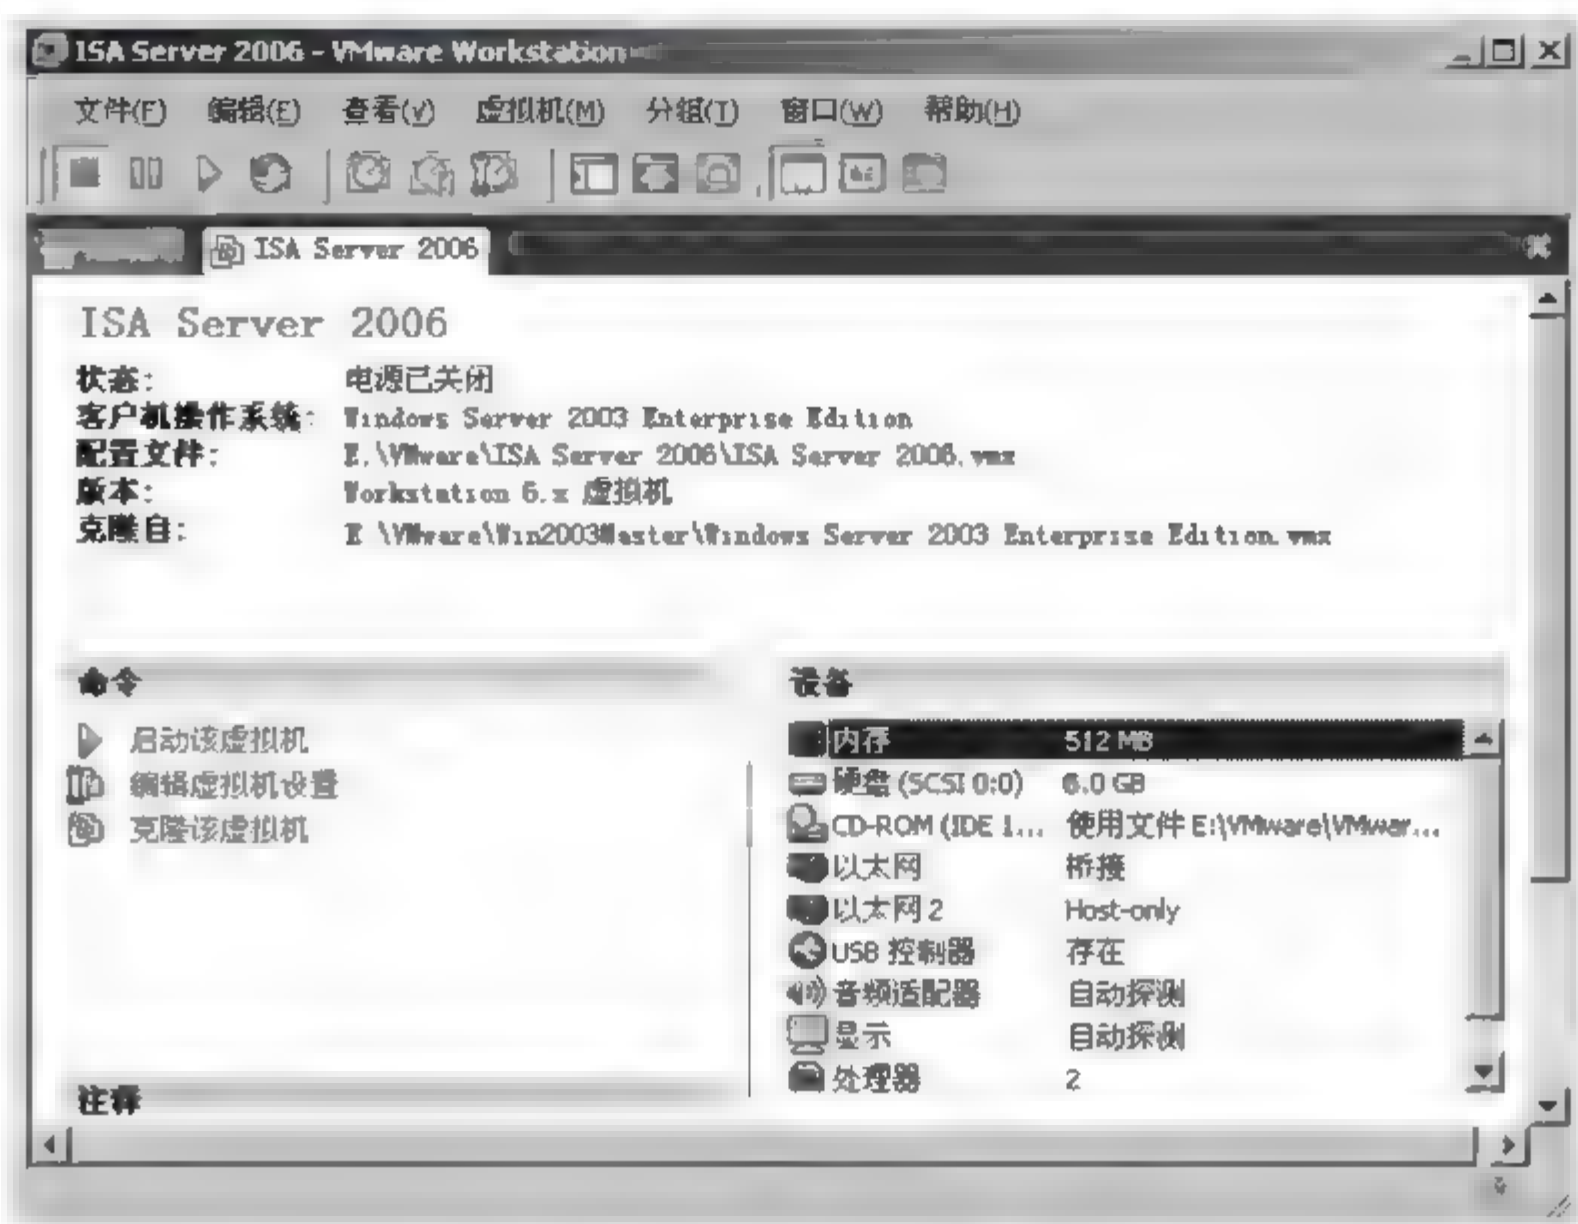 ISA Server 2006 - VMware Workstation
文件(F) 编辑(E) 查看(V) 虚拟机(M) 分组(T) 窗口(W) 帮助(H)
ISA Server 2006
ISA Server 2006
状态: 电源已关闭
客户机操作系统: Windows Server 2003 Enterprise Edition
配置文件: E:\VMware\ISA Server 2006\ISA Server 2006.vmx
版本: Workstation 6.x 虚拟机
克隆自: E:\VMware\Win2003Master\Windows Server 2003 Enterprise Edition.vmx
命令 设备
启动该虚拟机 内存 512 MB
编辑虚拟机设置 硬盘 (SCSI 0:0) 6.0 GB
克隆该虚拟机 CD-ROM (IDE 1... 使用文件 E:\VMware\VMwar...
以太网 桥接
以太网 2 Host-only
USB 控制器 存在
音频适配器 自动探测
显示 自动探测
处理器 2
注释